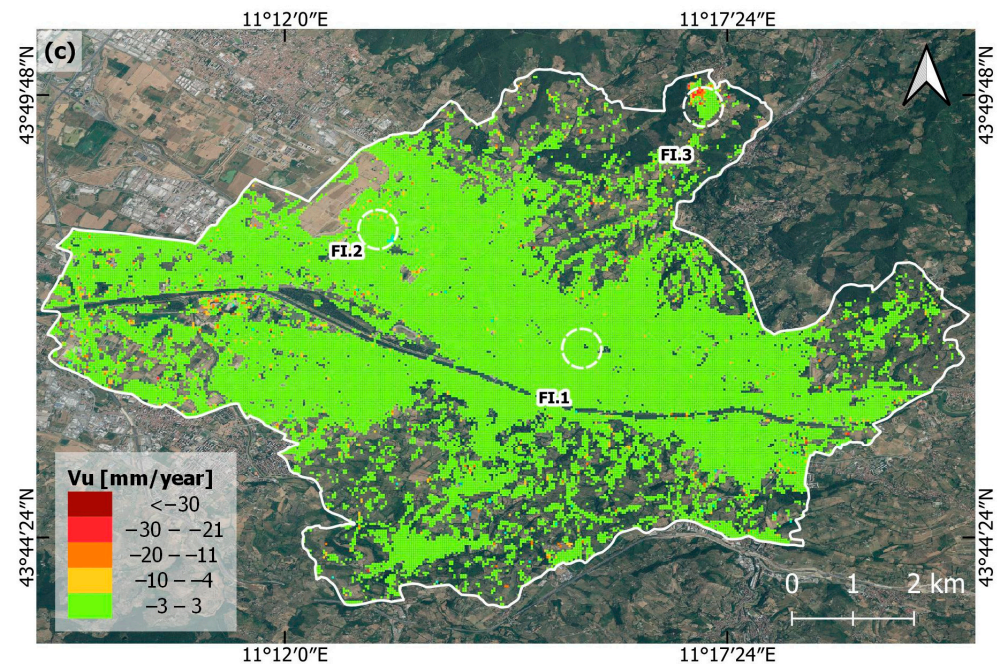 11°12′0″E
11°17′24″E
(c)
43°49′48″N
43°49′48″N
FI.3
FI.2
FI.1
Vu [mm/year]
<−30
−30 – −21
−20 – −11
−10 – −4
−3 – 3
43°44′24″N
43°44′24″N
0 1 2 km
11°12′0″E
11°17′24″E